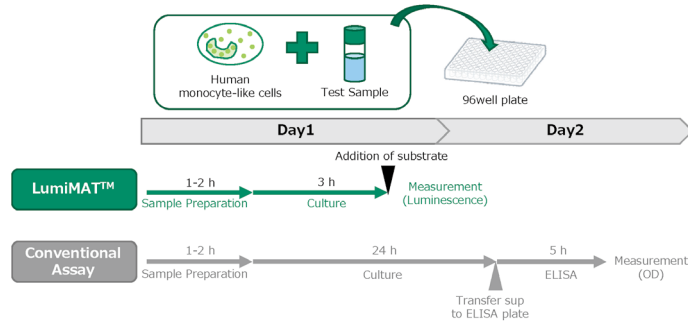 Human
monocyte-like cells
Test Sample
96well plate
Day1
Day2
Addition of substrate
LumiMAT™
1-2 h
3 h
Sample Preparation
Culture
Measurement
(Luminescence)
Conventional
Assay
1-2 h
24 h
5 h
Sample Preparation
Culture
ELISA
Measurement
(OD)
Transfer sup
to ELISA plate